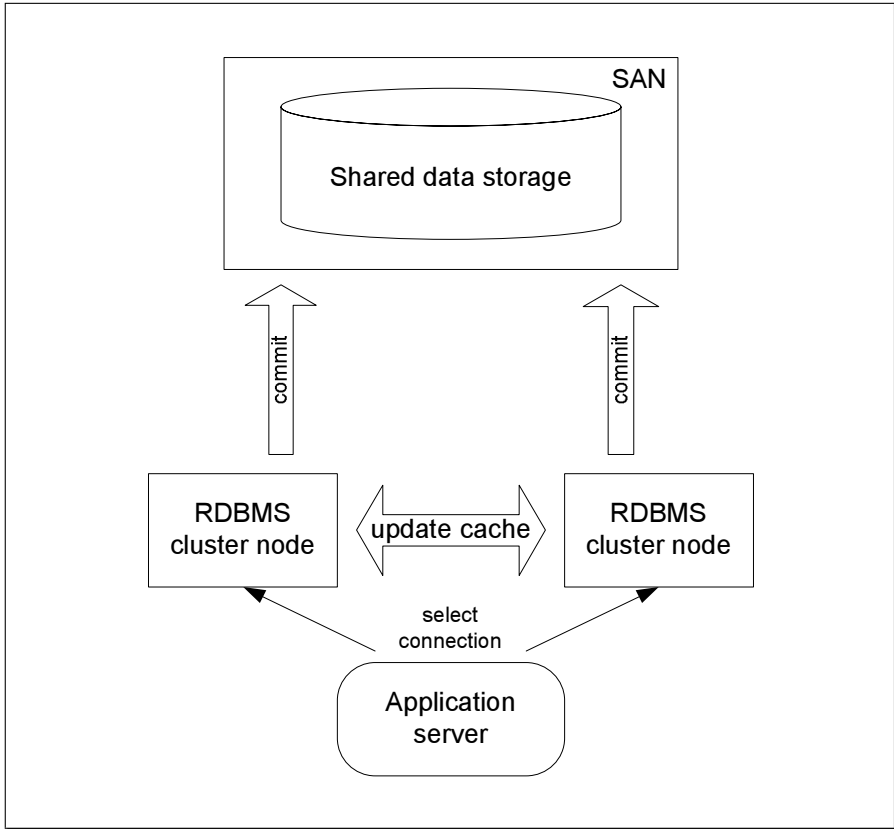 SAN
Shared data storage
commit
commit
RDBMS
cluster node
update cache
RDBMS
cluster node
select
connection
Application
server